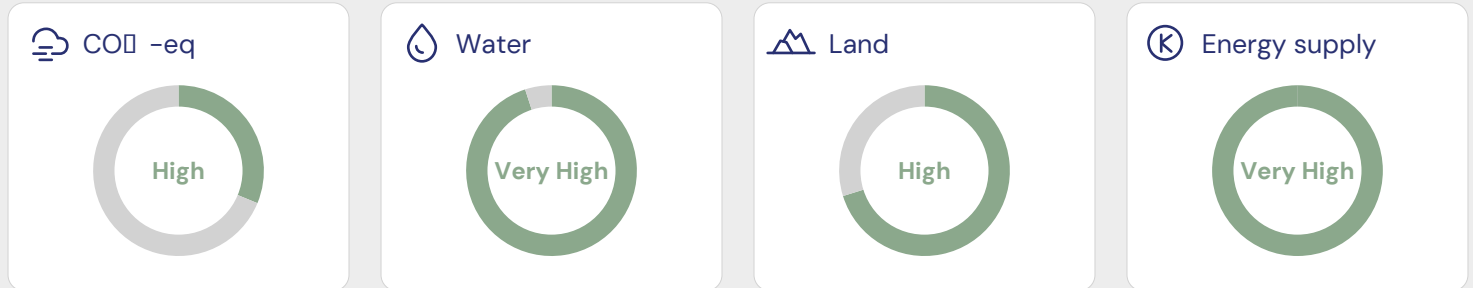 CO▯ -eq
High
Water
Very High
Land
High
Energy supply
Very High